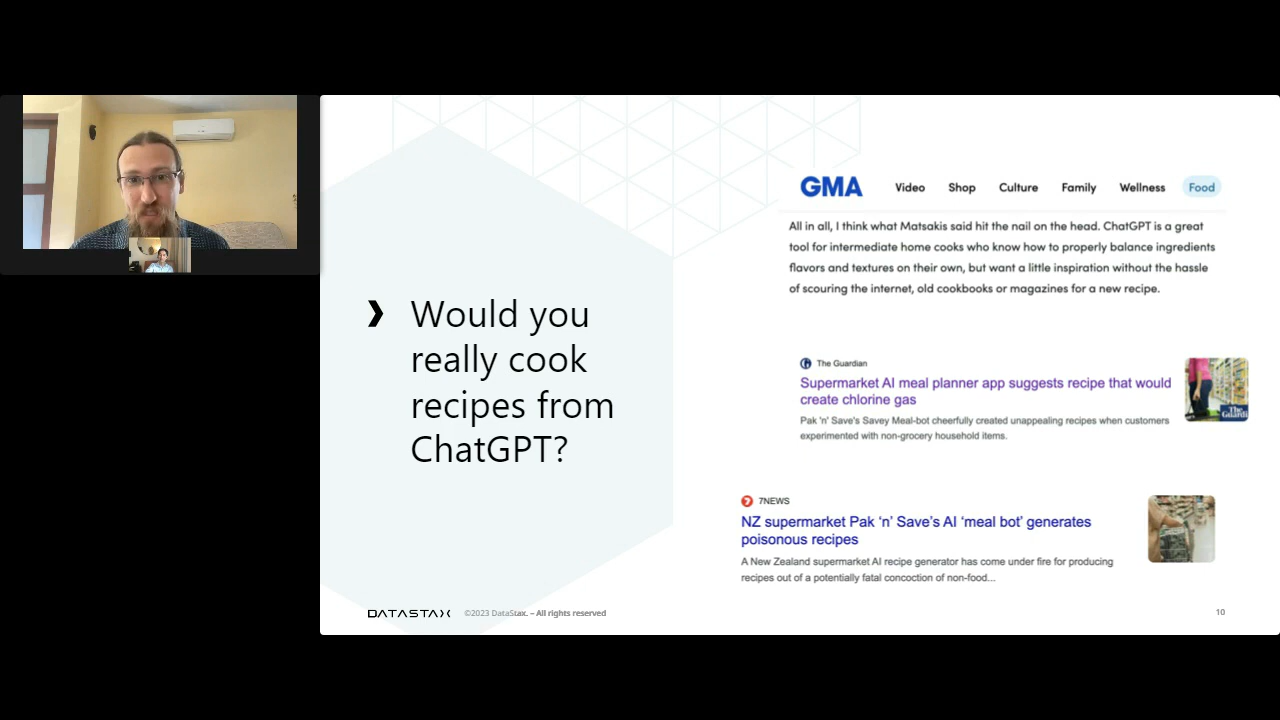 Would you
really cook
recipes from
ChatGPT?
GMA Video Shop Culture Family Wellness Food
All in all, I think what Matsakis said hit the nail on the head. ChatGPT is a great
tool for intermediate home cooks who know how to properly balance ingredients
flavors and textures on their own, but want a little inspiration without the hassle
of scouring the internet, old cookbooks or magazines for a new recipe.
The Guardian
Supermarket AI meal planner app suggests recipe that would
create chlorine gas
Pak 'n' Save's Savey Meal-bot cheerfully created unappealing recipes when customers
experimented with non-grocery household items.
7NEWS
NZ supermarket Pak ‘n’ Save’s AI ‘meal bot’ generates
poisonous recipes
A New Zealand supermarket AI recipe generator has come under fire for producing
recipes out of a potentially fatal concoction of non-food...
DATASTAX ©2023 DataStax. – All rights reserved
10